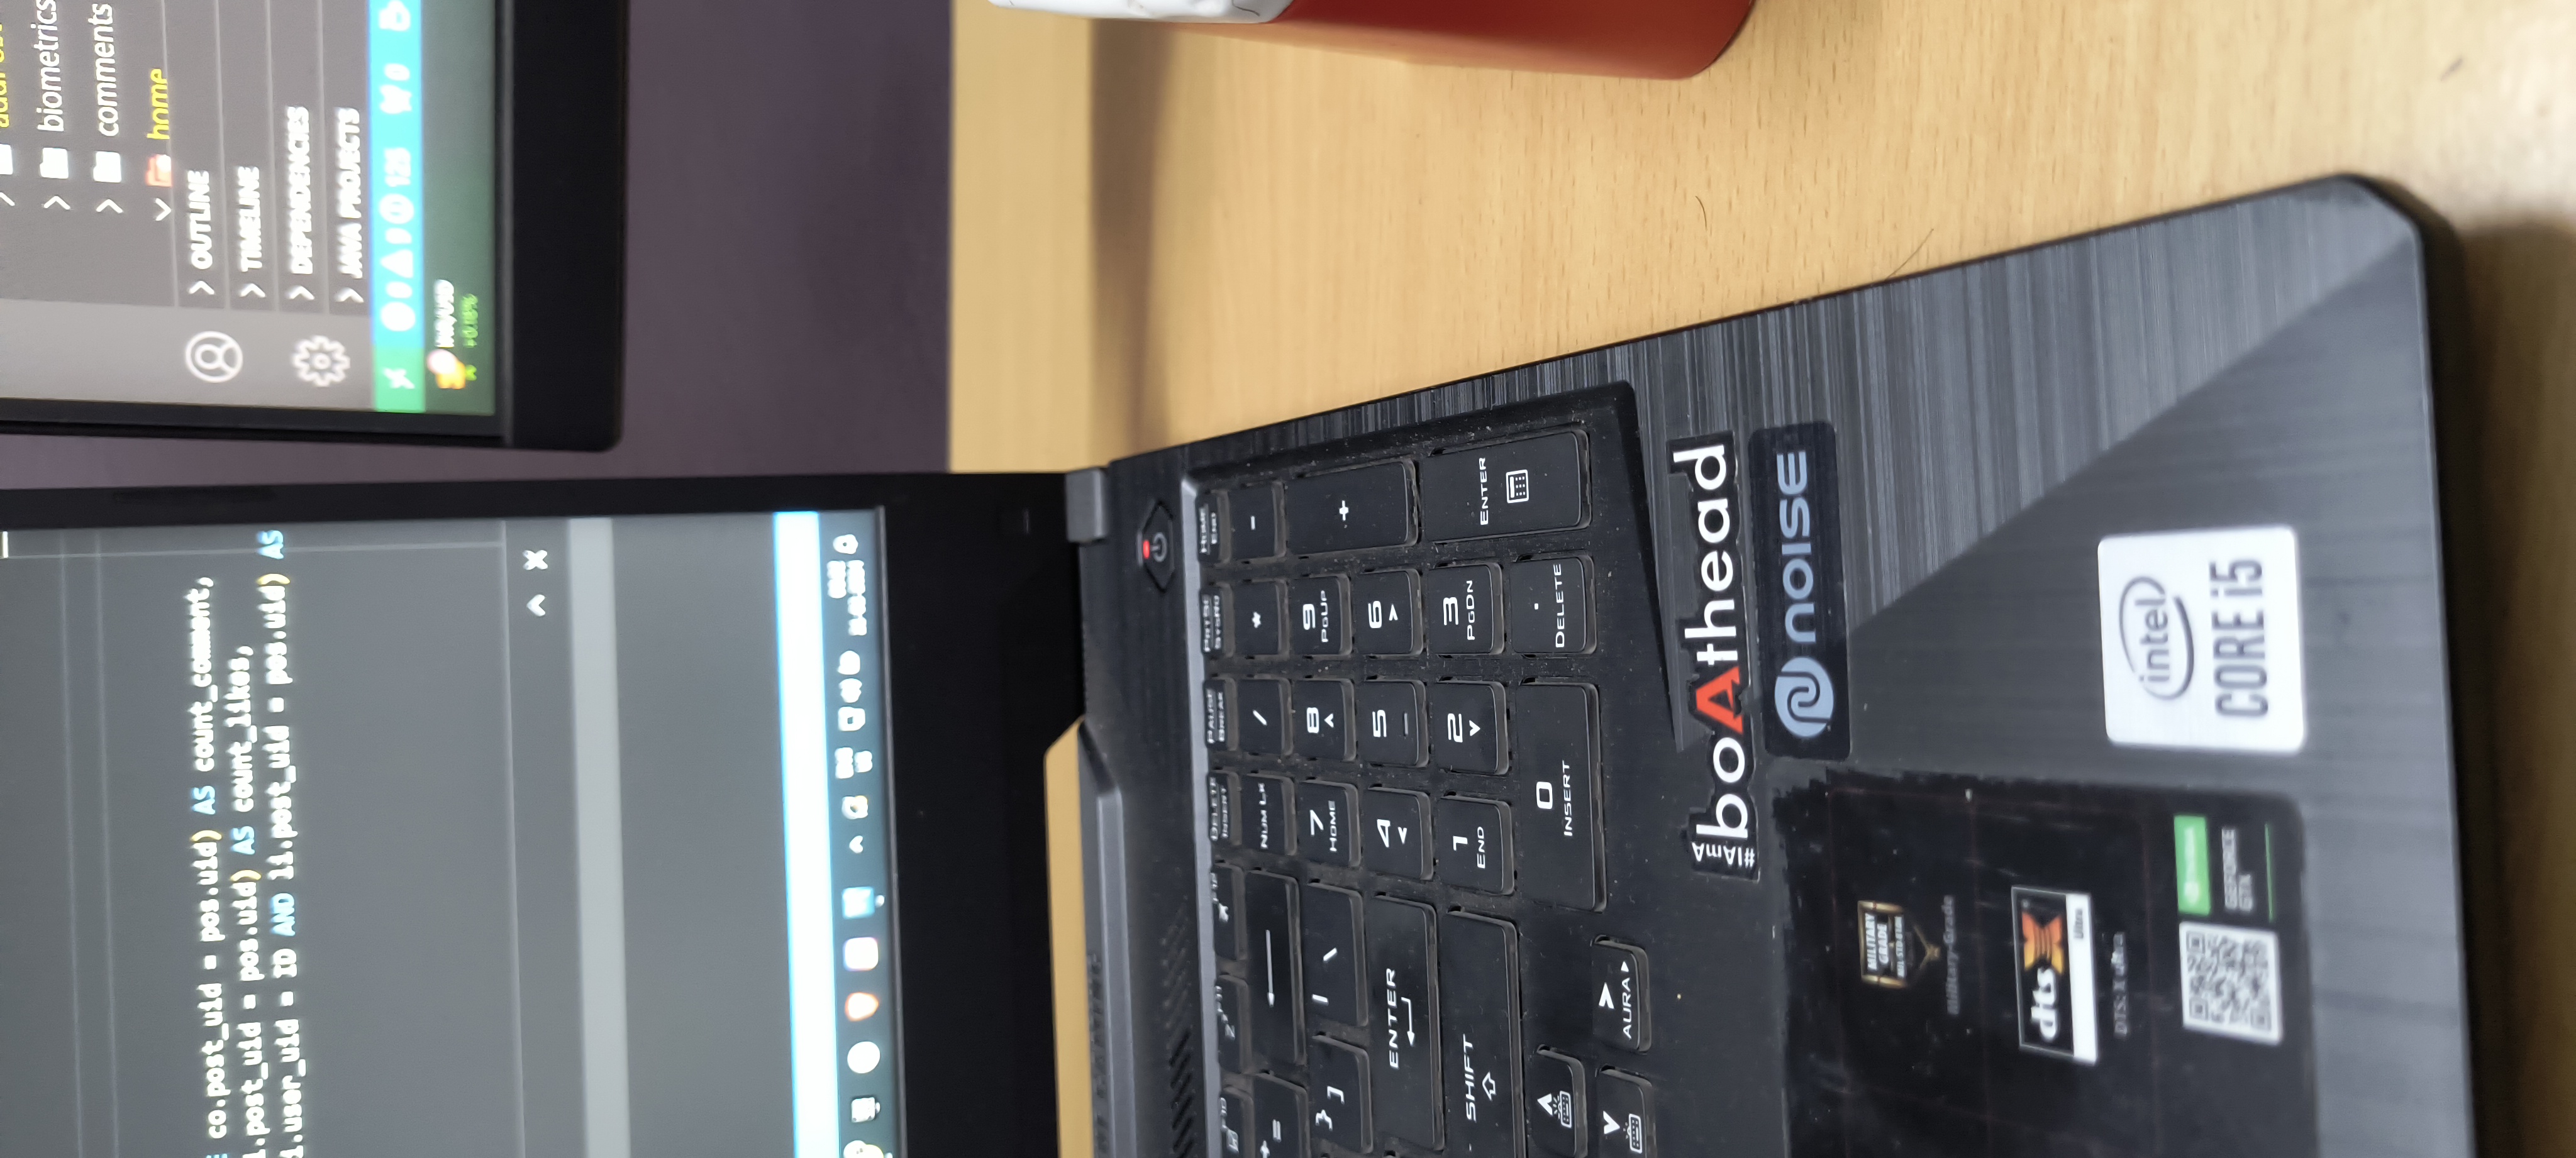 co.post_uid = pos.uid) AS count_comment,
.post_uid = pos.uid) AS count_likes,
.user_uid = ID AND li.post_uid = pos.uid) AS
biometrics
comments
home
OUTLINE
TIMELINE
DEPENDENCIES
JAVA PROJECTS
0 0 125 0
INR/USD
+0.18%
F10 F11 F12 DELETE INSERT PAUSE BREAK PRTSC SYSRQ HOME END
+ = NUM LK / * -
} ] | \ 7 HOME 8 9 PGUP +
ENTER 4 < 5 6 >
SHIFT 1 END 2 3 PGDN ENTER
0 INSERT . DELETE
AURA
#IAmA boAthead
NOISE
MILITARY
GRADE
MIL-STD-810H
Military-Grade
dts X
Ultra
DTS:X ultra
NVIDIA
GEFORCE
GTX
intel
CORE i5